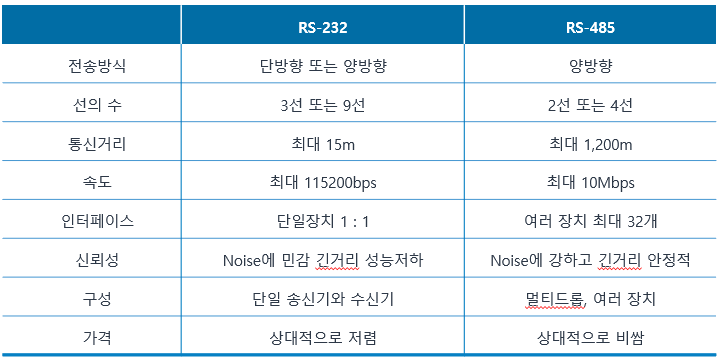 RS-232 RS-485
전송방식 단방향 또는 양방향 양방향
선의 수 3선 또는 9선 2선 또는 4선
통신거리 최대 15m 최대 1,200m
속도 최대 115200bps 최대 10Mbps
인터페이스 단일장치 1 : 1 여러 장치 최대 32개
신뢰성 Noise에 민감 긴거리 성능저하 Noise에 강하고 긴거리 안정적
구성 단일 송신기와 수신기 멀티드롭, 여러 장치
가격 상대적으로 저렴 상대적으로 비쌈